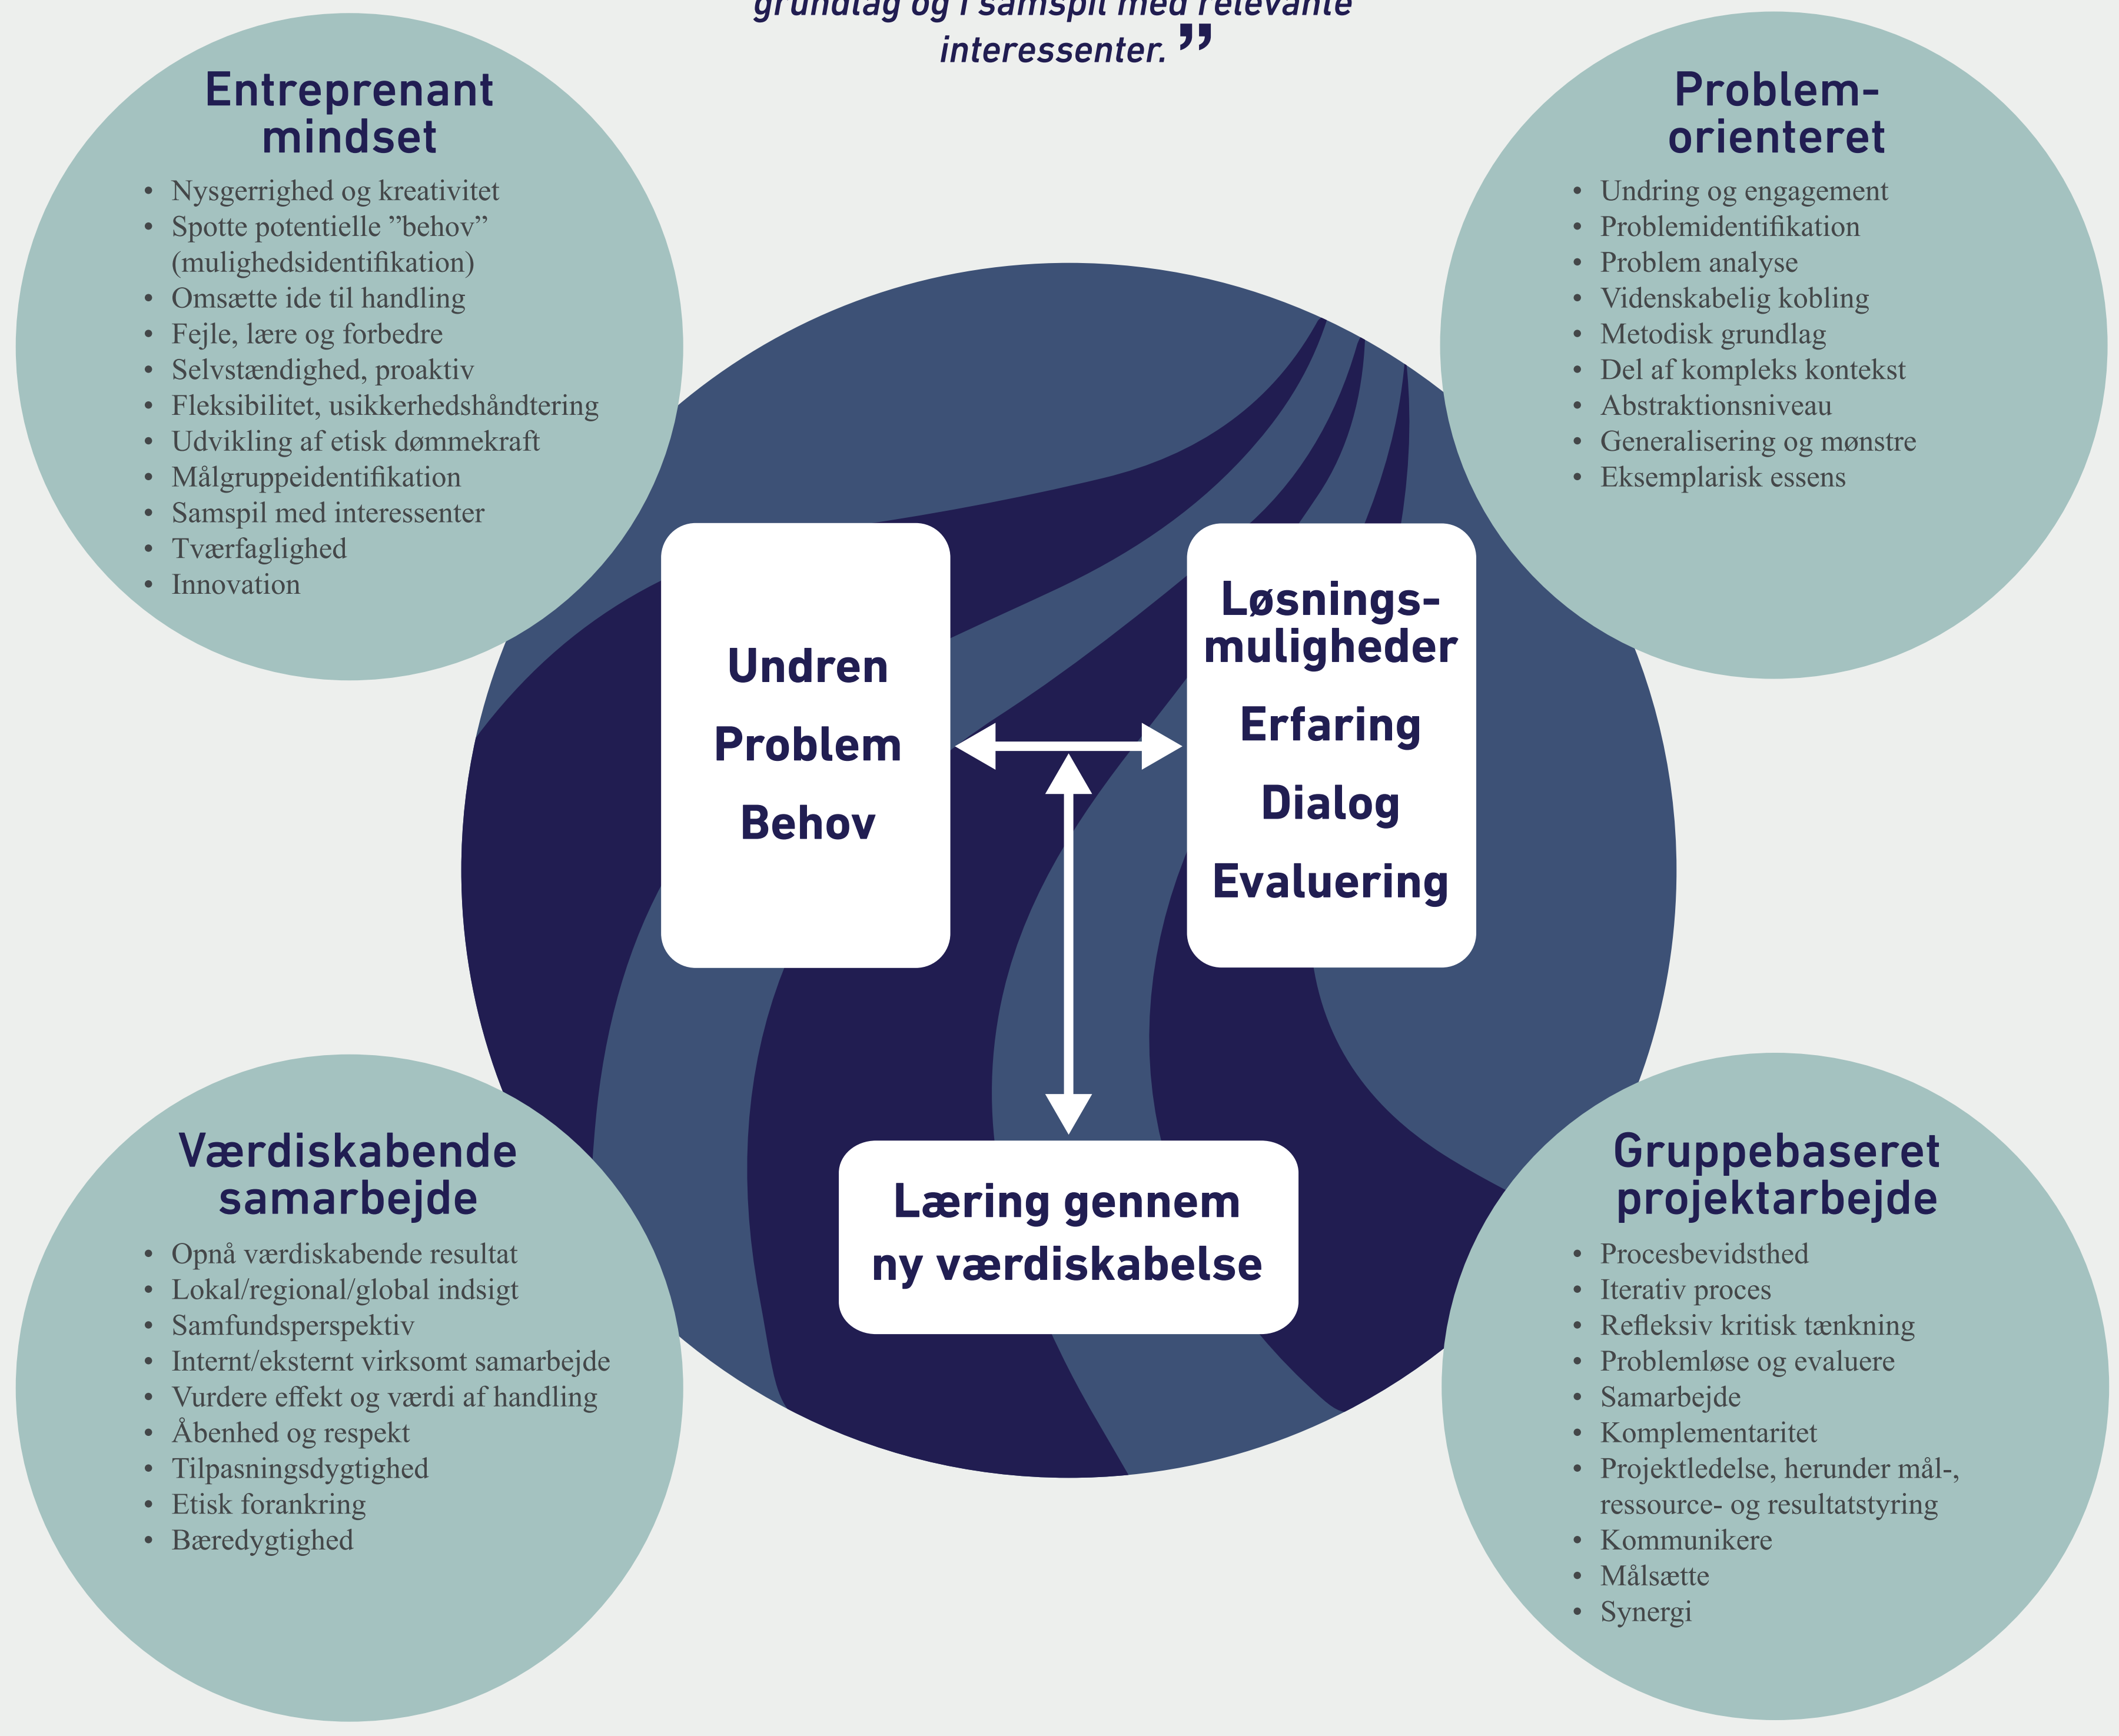 grundlag og i samspil med relevante
interessenter. ”
Entreprenant
mindset
• Nysgerrighed og kreativitet
• Spotte potentielle ”behov”
(mulighedsidentifikation)
• Omsætte ide til handling
• Fejle, lære og forbedre
• Selvstændighed, proaktiv
• Fleksibilitet, usikkerhedshåndtering
• Udvikling af etisk dømmekraft
• Målgruppeidentifikation
• Samspil med interessenter
• Tværfaglighed
• Innovation
Problem-
orienteret
• Undring og engagement
• Problemidentifikation
• Problem analyse
• Videnskabelig kobling
• Metodisk grundlag
• Del af kompleks kontekst
• Abstraktionsniveau
• Generalisering og mønstre
• Eksemplarisk essens
Undren
Problem
Behov
Løsnings-
muligheder
Erfaring
Dialog
Evaluering
Læring gennem
ny værdiskabelse
Værdiskabende
samarbejde
• Opnå værdiskabende resultat
• Lokal/regional/global indsigt
• Samfundsperspektiv
• Internt/eksternt virksomt samarbejde
• Vurdere effekt og værdi af handling
• Åbenhed og respekt
• Tilpasningsdygtighed
• Etisk forankring
• Bæredygtighed
Gruppebaseret
projektarbejde
• Procesbevidsthed
• Iterativ proces
• Refleksiv kritisk tænkning
• Problemløse og evaluere
• Samarbejde
• Komplementaritet
• Projektledelse, herunder mål-,
ressource- og resultatstyring
• Kommunikere
• Målsætte
• Synergi